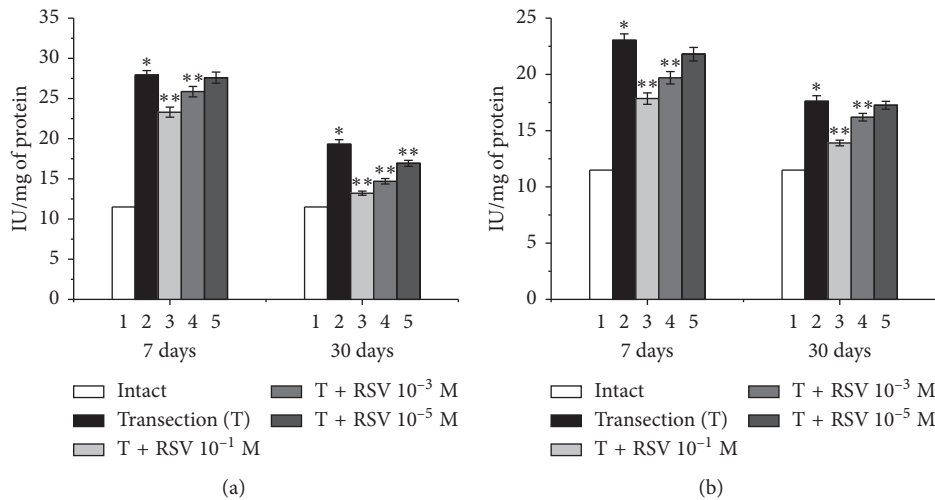 35
30
25
20
15
10
5
0
IU/mg of protein
*
**
**
*
**
**
**
1 2 3 4 5 1 2 3 4 5
7 days 30 days
Intact
Transection (T)
T + RSV 10⁻¹ M
T + RSV 10⁻³ M
T + RSV 10⁻⁵ M
(a)
25
20
15
10
5
0
IU/mg of protein
*
**
**
*
**
**
1 2 3 4 5 1 2 3 4 5
7 days 30 days
Intact
Transection (T)
T + RSV 10⁻¹ M
T + RSV 10⁻³ M
T + RSV 10⁻⁵ M
(b)